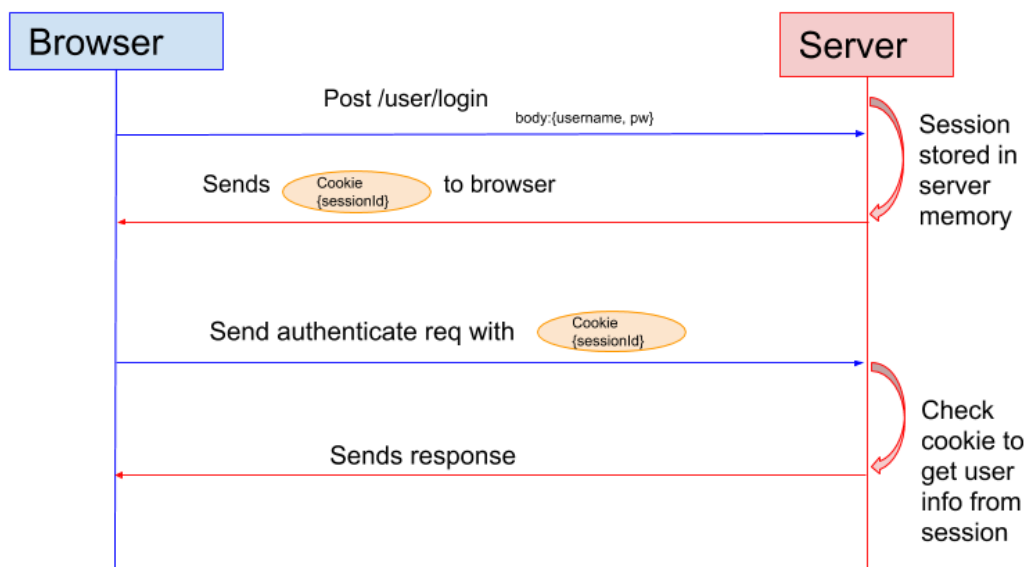 Browser
Server
Post /user/login
body:{username, pw}
Session
stored in
server
memory
Sends
Cookie
{sessionId}
to browser
Send authenticate req with
Cookie
{sessionId}
Check
cookie to
get user
info from
session
Sends response